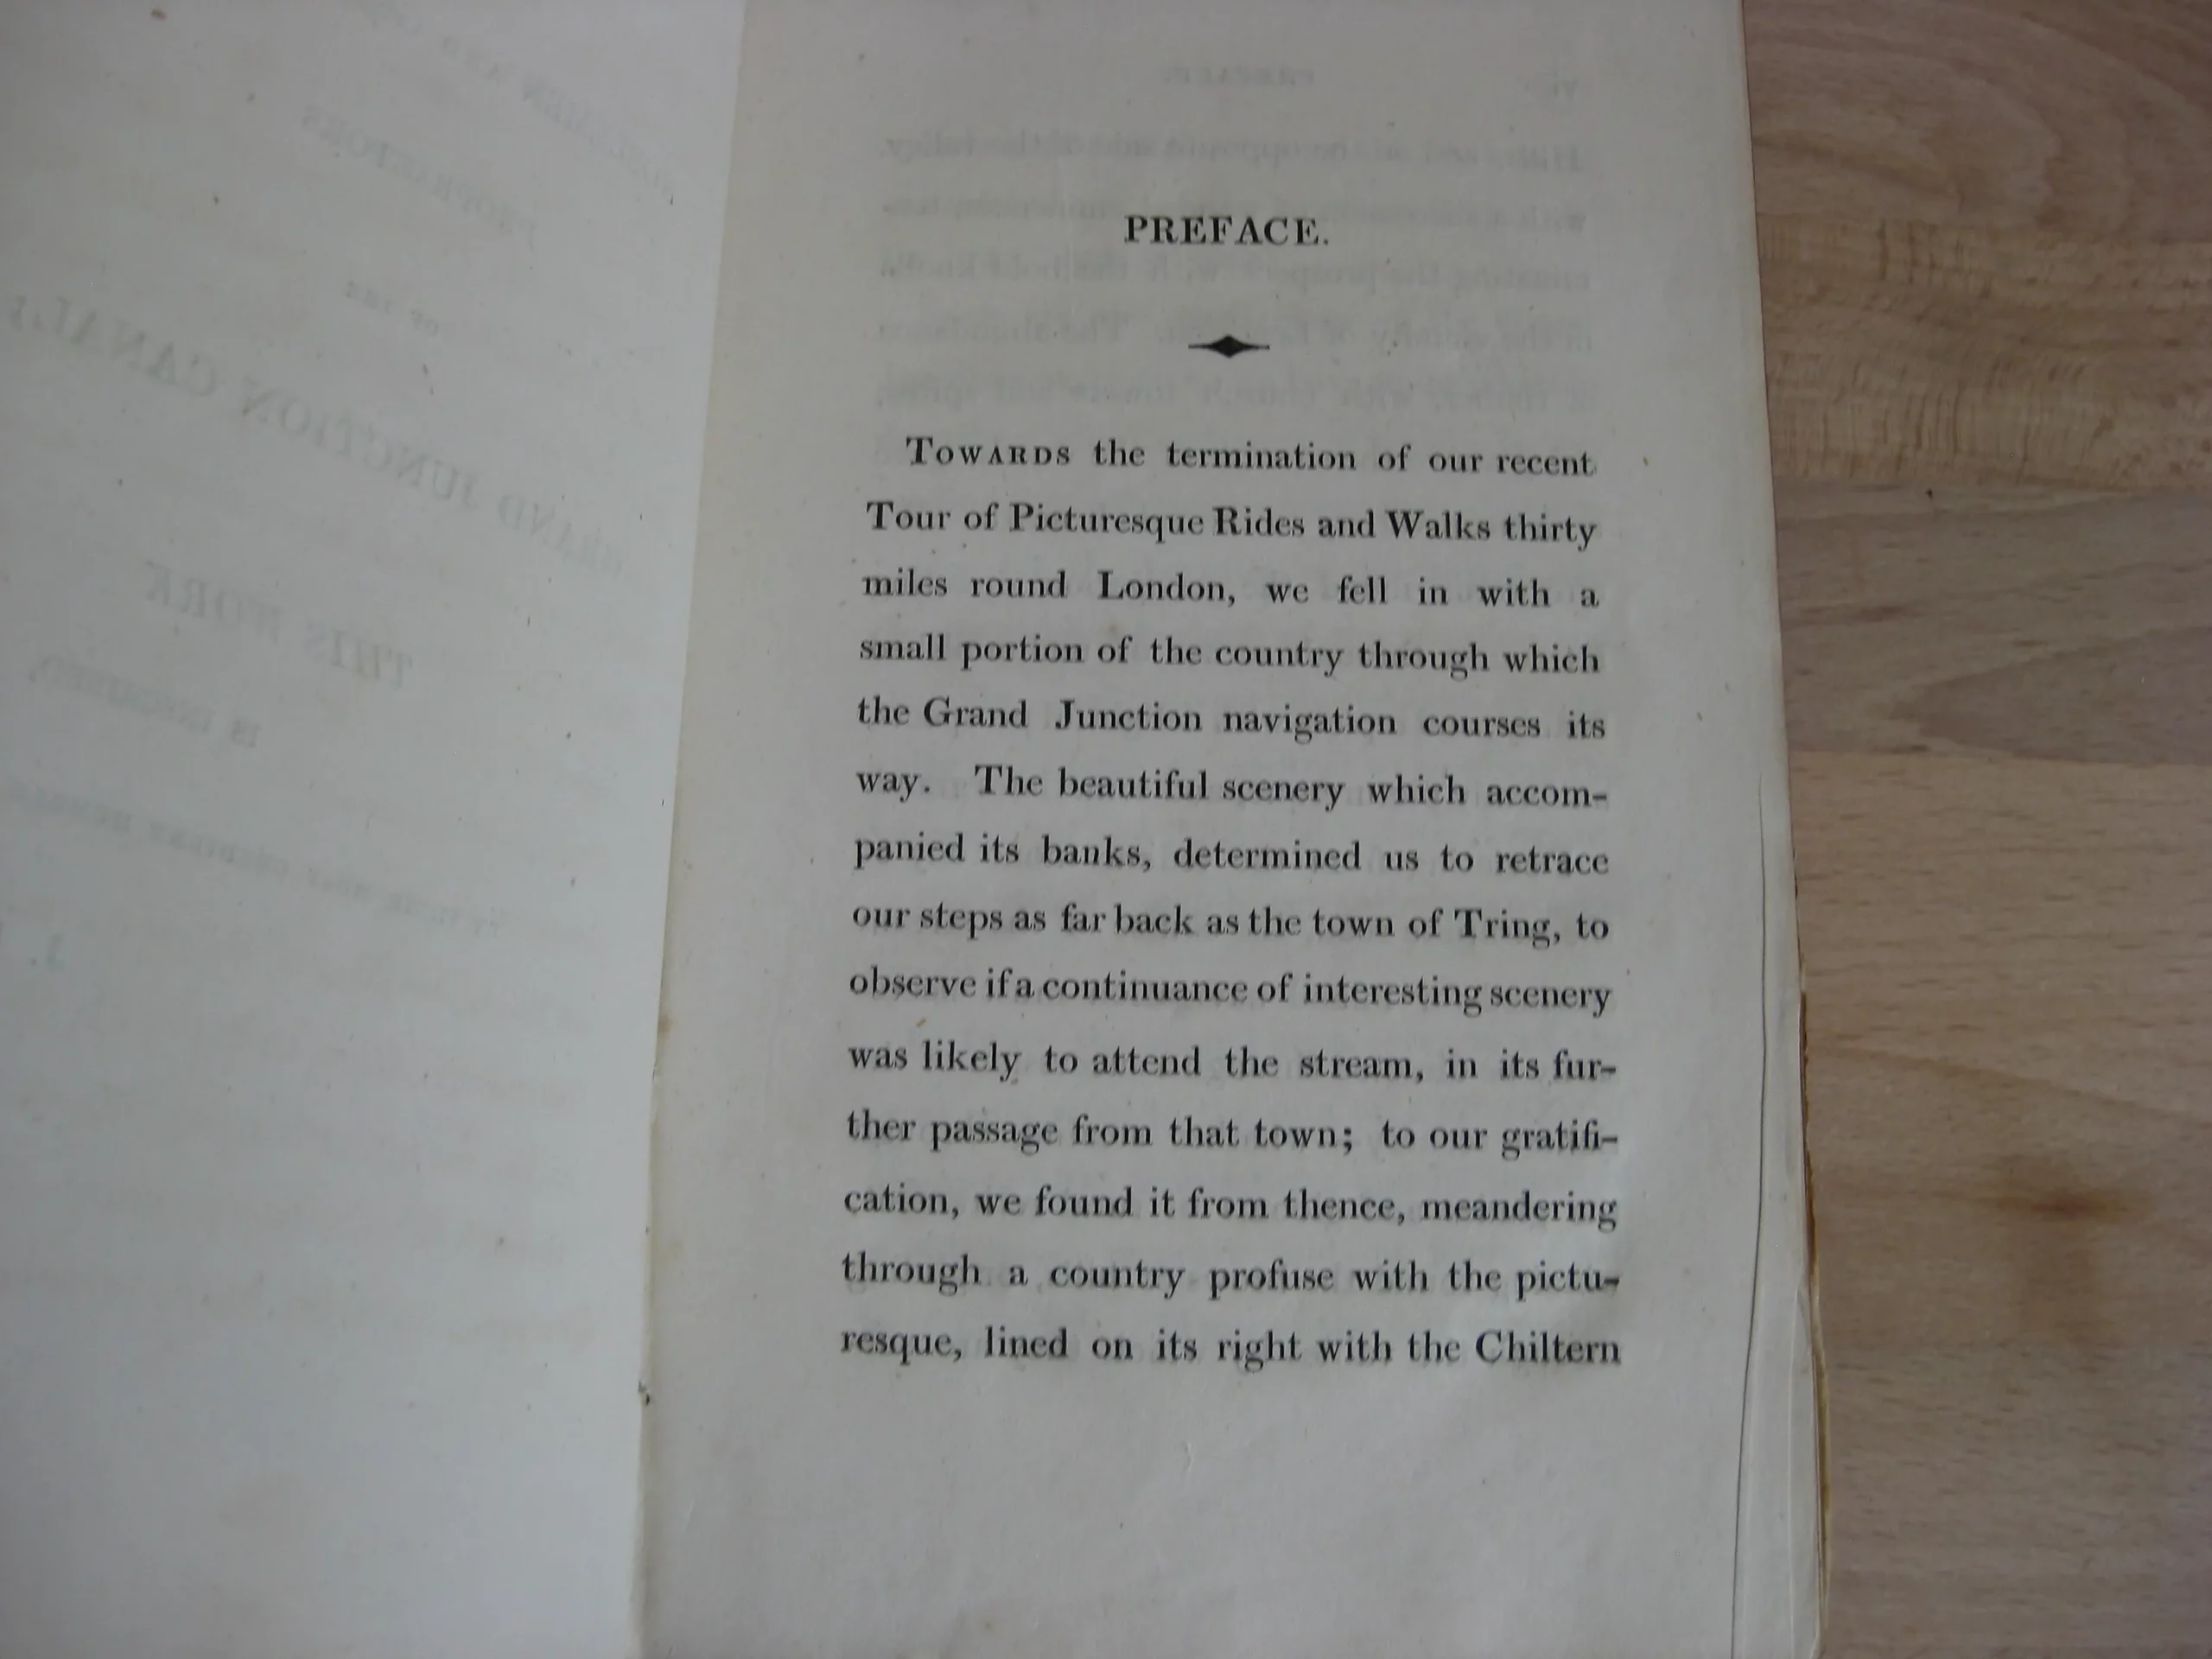 PREFACE.
TOWARDS the termination of our recent
Tour of Picturesque Rides and Walks thirty
miles round London, we fell in with a
small portion of the country through which
the Grand Junction navigation courses its
way. The beautiful scenery which accom-
panied its banks, determined us to retrace
our steps as far back as the town of Tring, to
observe if a continuance of interesting scenery
was likely to attend the stream, in its fur-
ther passage from that town; to our gratifi-
cation, we found it from thence, meandering
through a country profuse with the pictu-
resque, lined on its right with the Chiltern